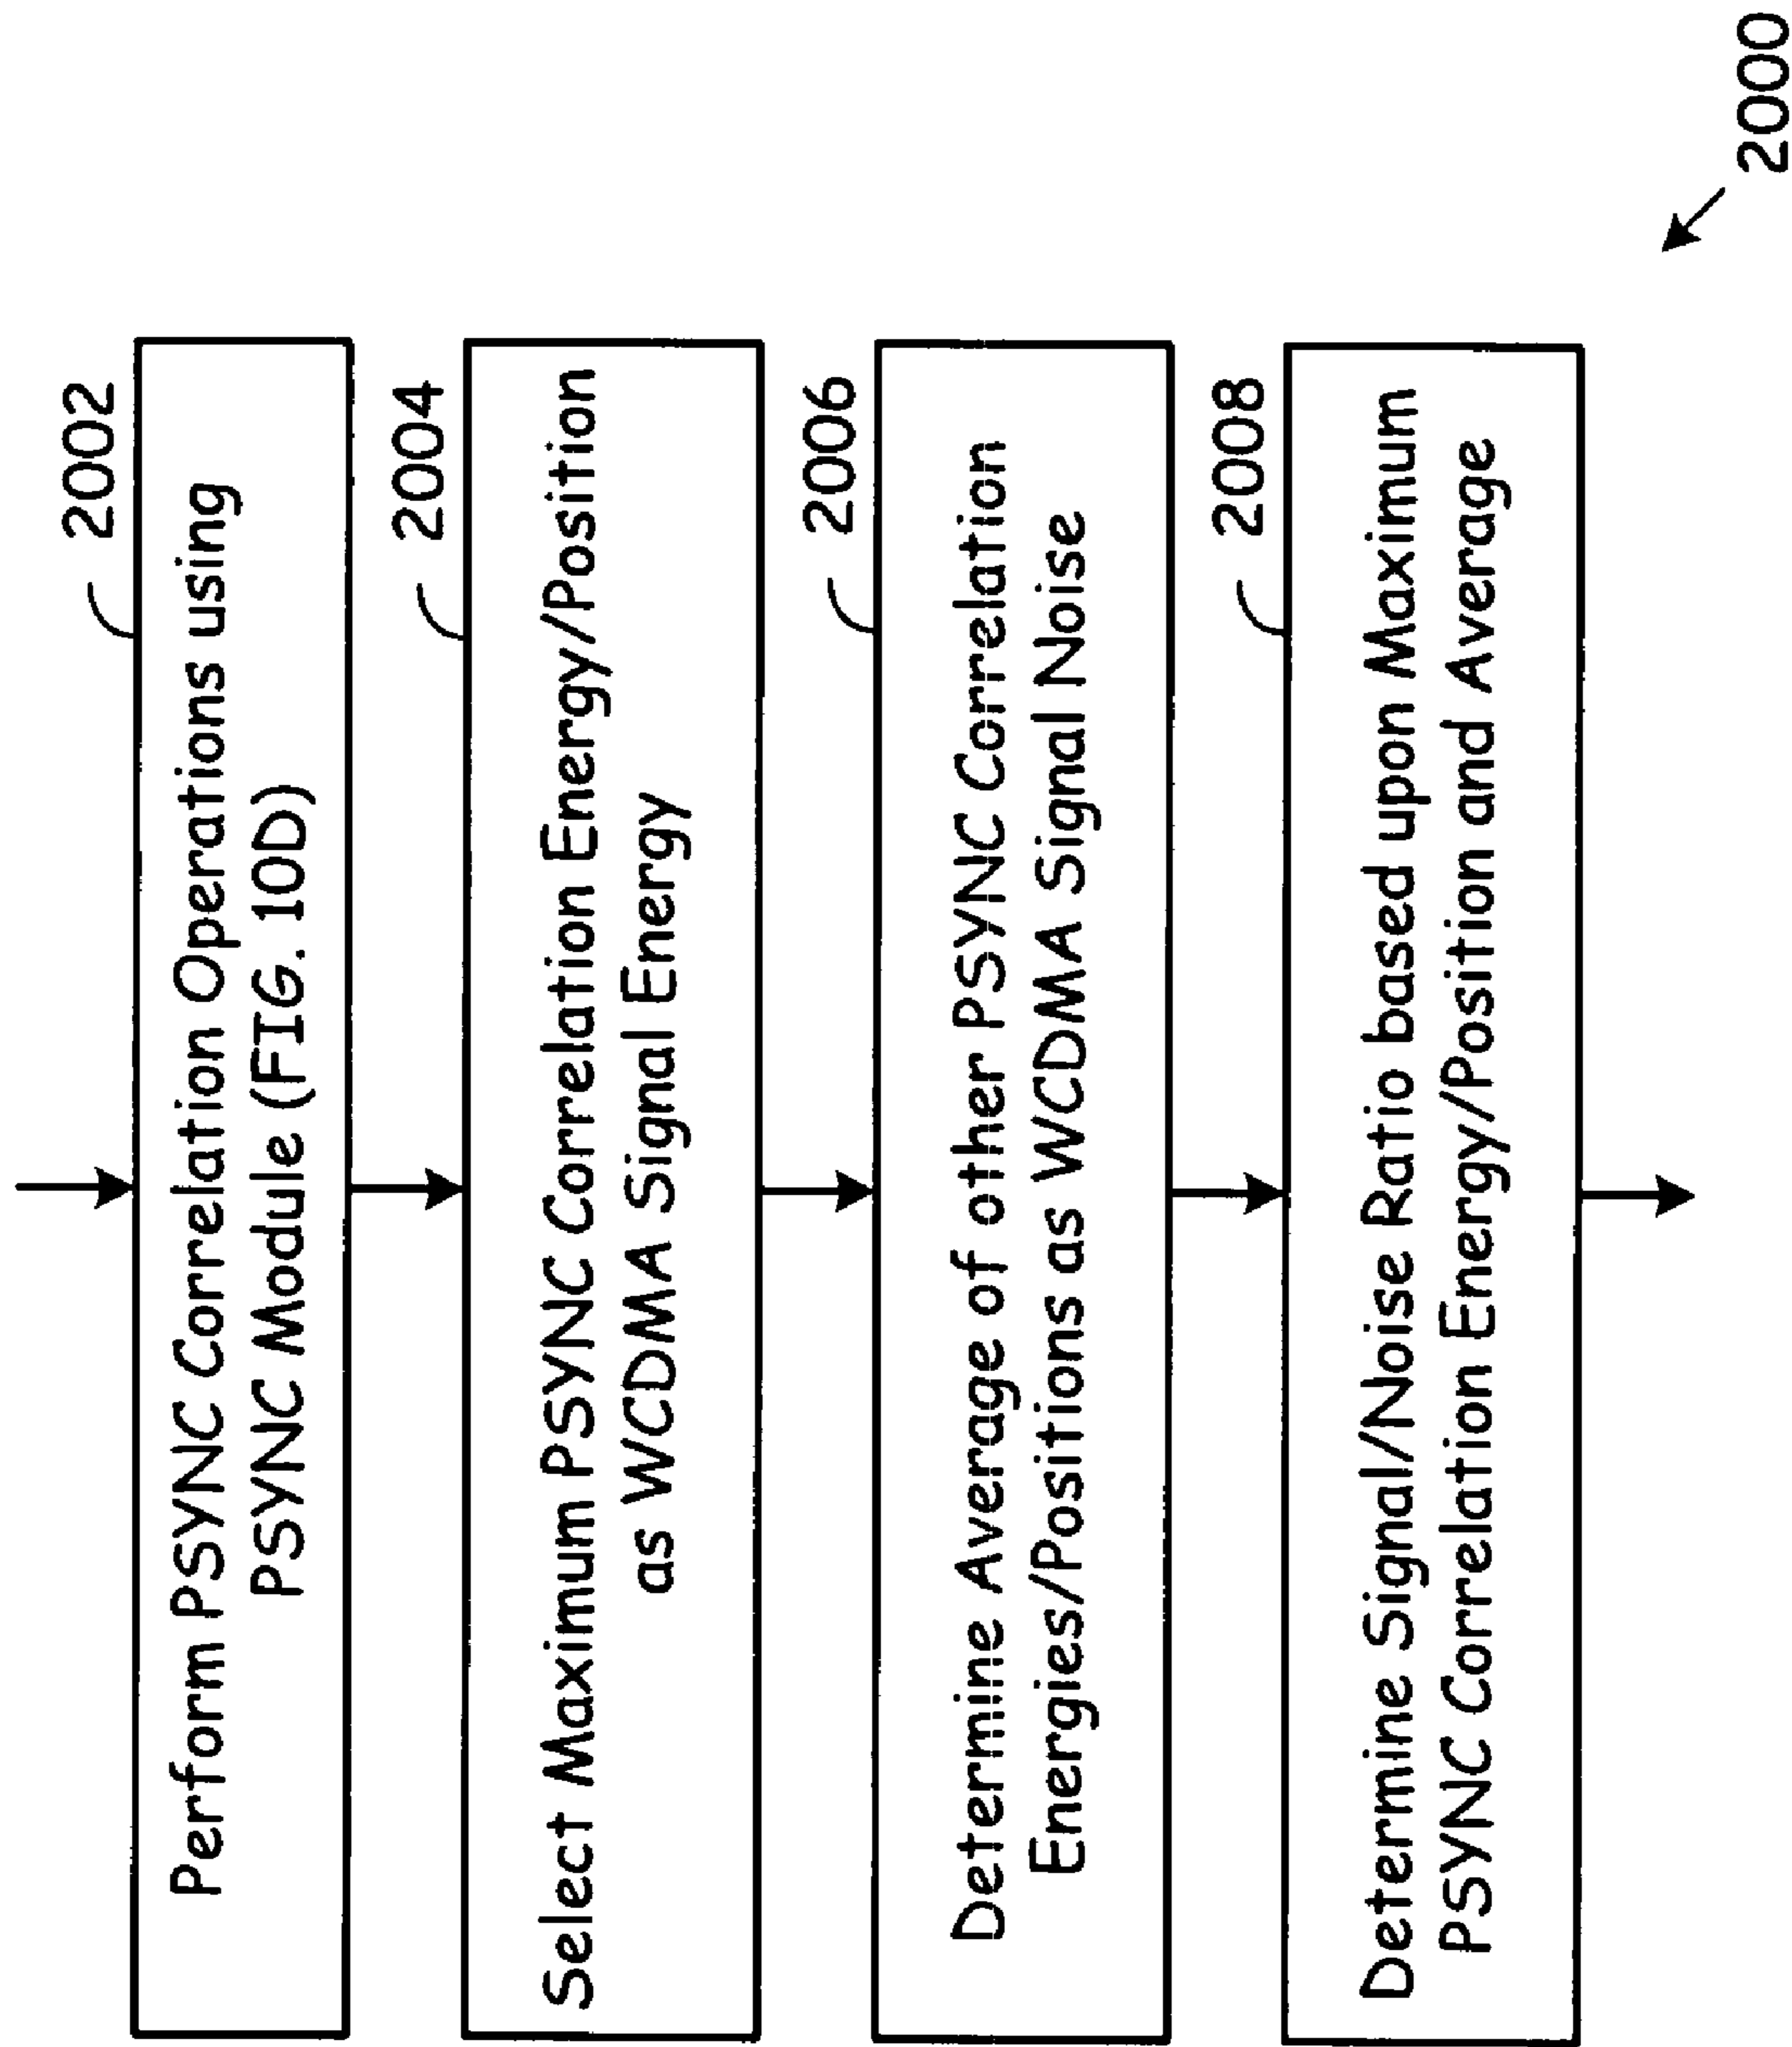 2002
Perform PSYNC Correlation Operations using
PSYNC Module (FIG. 10D)
2004
Select Maximum PSYNC Correlation Energy/Position
as WCDMA Signal Energy
2006
Determine Average of other PSYNC Correlation
Energies/Positions as WCDMA Signal Noise
2008
Determine Signal/Noise Ratio based upon Maximum
PSYNC Correlation Energy/Position and Average
2000